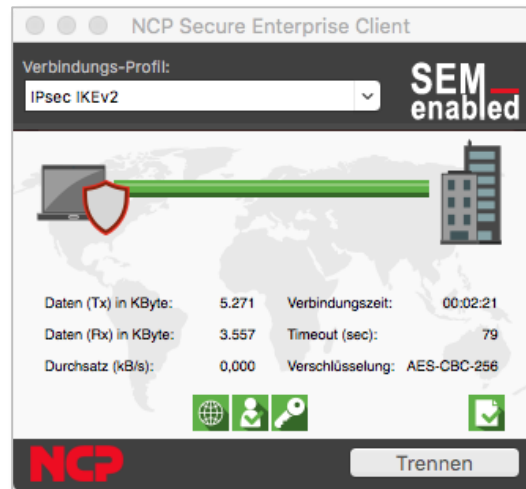 NCP Secure Enterprise Client
Verbindungs-Profil:
IPsec IKEv2
SEM
enabled
Daten (Tx) in KByte: 5.271 Verbindungszeit: 00:02:21
Daten (Rx) in KByte: 3.557 Timeout (sec): 79
Durchsatz (kB/s): 0,000 Verschlüsselung: AES-CBC-256
NCP
Trennen